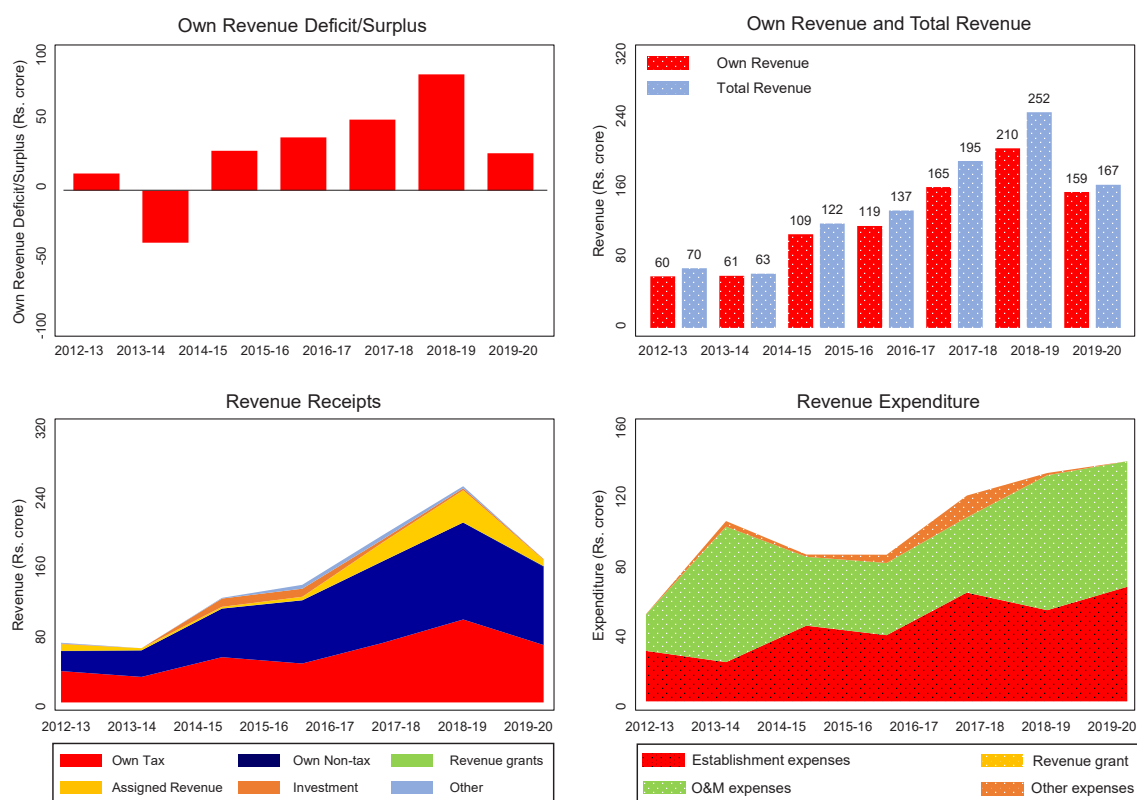 Own Revenue Deficit/Surplus
Own Revenue Deficit/Surplus (Rs. crore)
100
50
0
-50
-100
2012-13 2013-14 2014-15 2015-16 2016-17 2017-18 2018-19 2019-20
Own Revenue and Total Revenue
Revenue (Rs. crore)
320
240
160
80
0
Own Revenue
Total Revenue
60 70 61 63 109 122 119 137 165 195 210 252 159 167
2012-13 2013-14 2014-15 2015-16 2016-17 2017-18 2018-19 2019-20
Revenue Receipts
Revenue (Rs. crore)
320
240
160
80
0
2012-13 2013-14 2014-15 2015-16 2016-17 2017-18 2018-19 2019-20
Own Tax Own Non-tax Revenue grants
Assigned Revenue Investment Other
Revenue Expenditure
Expenditure (Rs. crore)
160
120
80
40
0
2012-13 2013-14 2014-15 2015-16 2016-17 2017-18 2018-19 2019-20
Establishment expenses Revenue grant
O&M expenses Other expenses